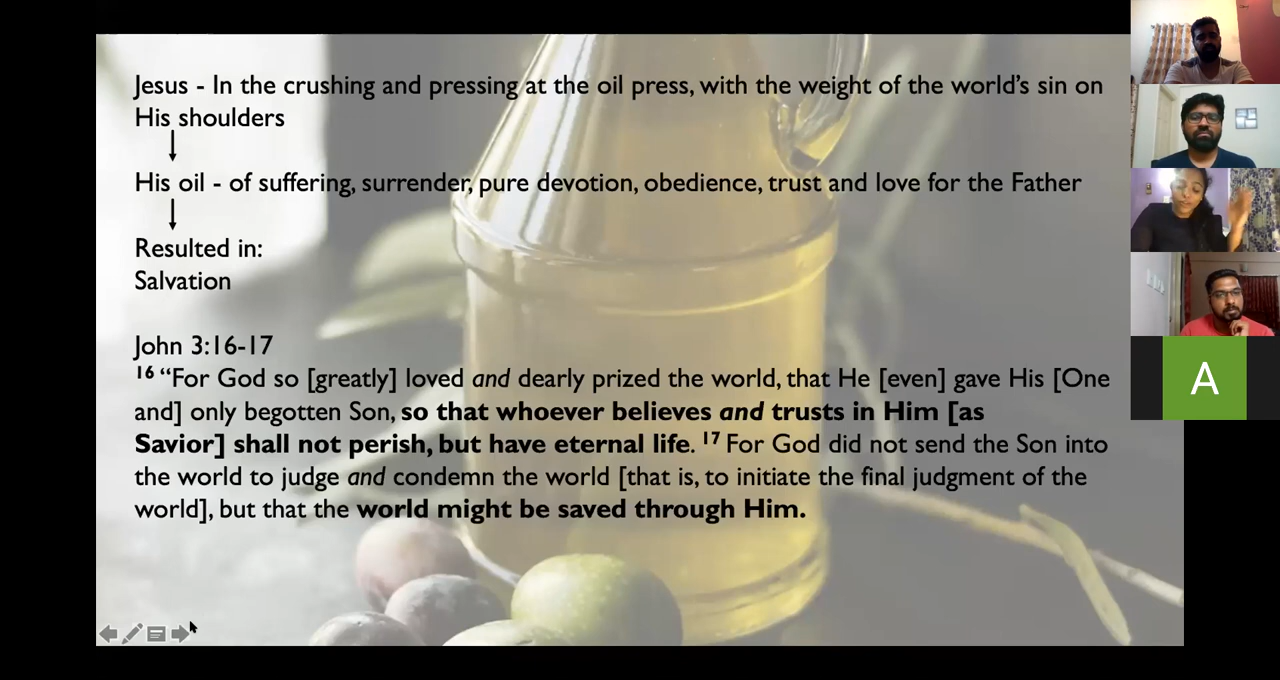 Jesus - In the crushing and pressing at the oil press, with the weight of the world’s sin on
His shoulders
His oil - of suffering, surrender, pure devotion, obedience, trust and love for the Father
Resulted in:
Salvation
John 3:16-17
16 “For God so [greatly] loved and dearly prized the world, that He [even] gave His [One
and] only begotten Son, so that whoever believes and trusts in Him [as
Savior] shall not perish, but have eternal life. 17 For God did not send the Son into
the world to judge and condemn the world [that is, to initiate the final judgment of the
world], but that the world might be saved through Him.
A